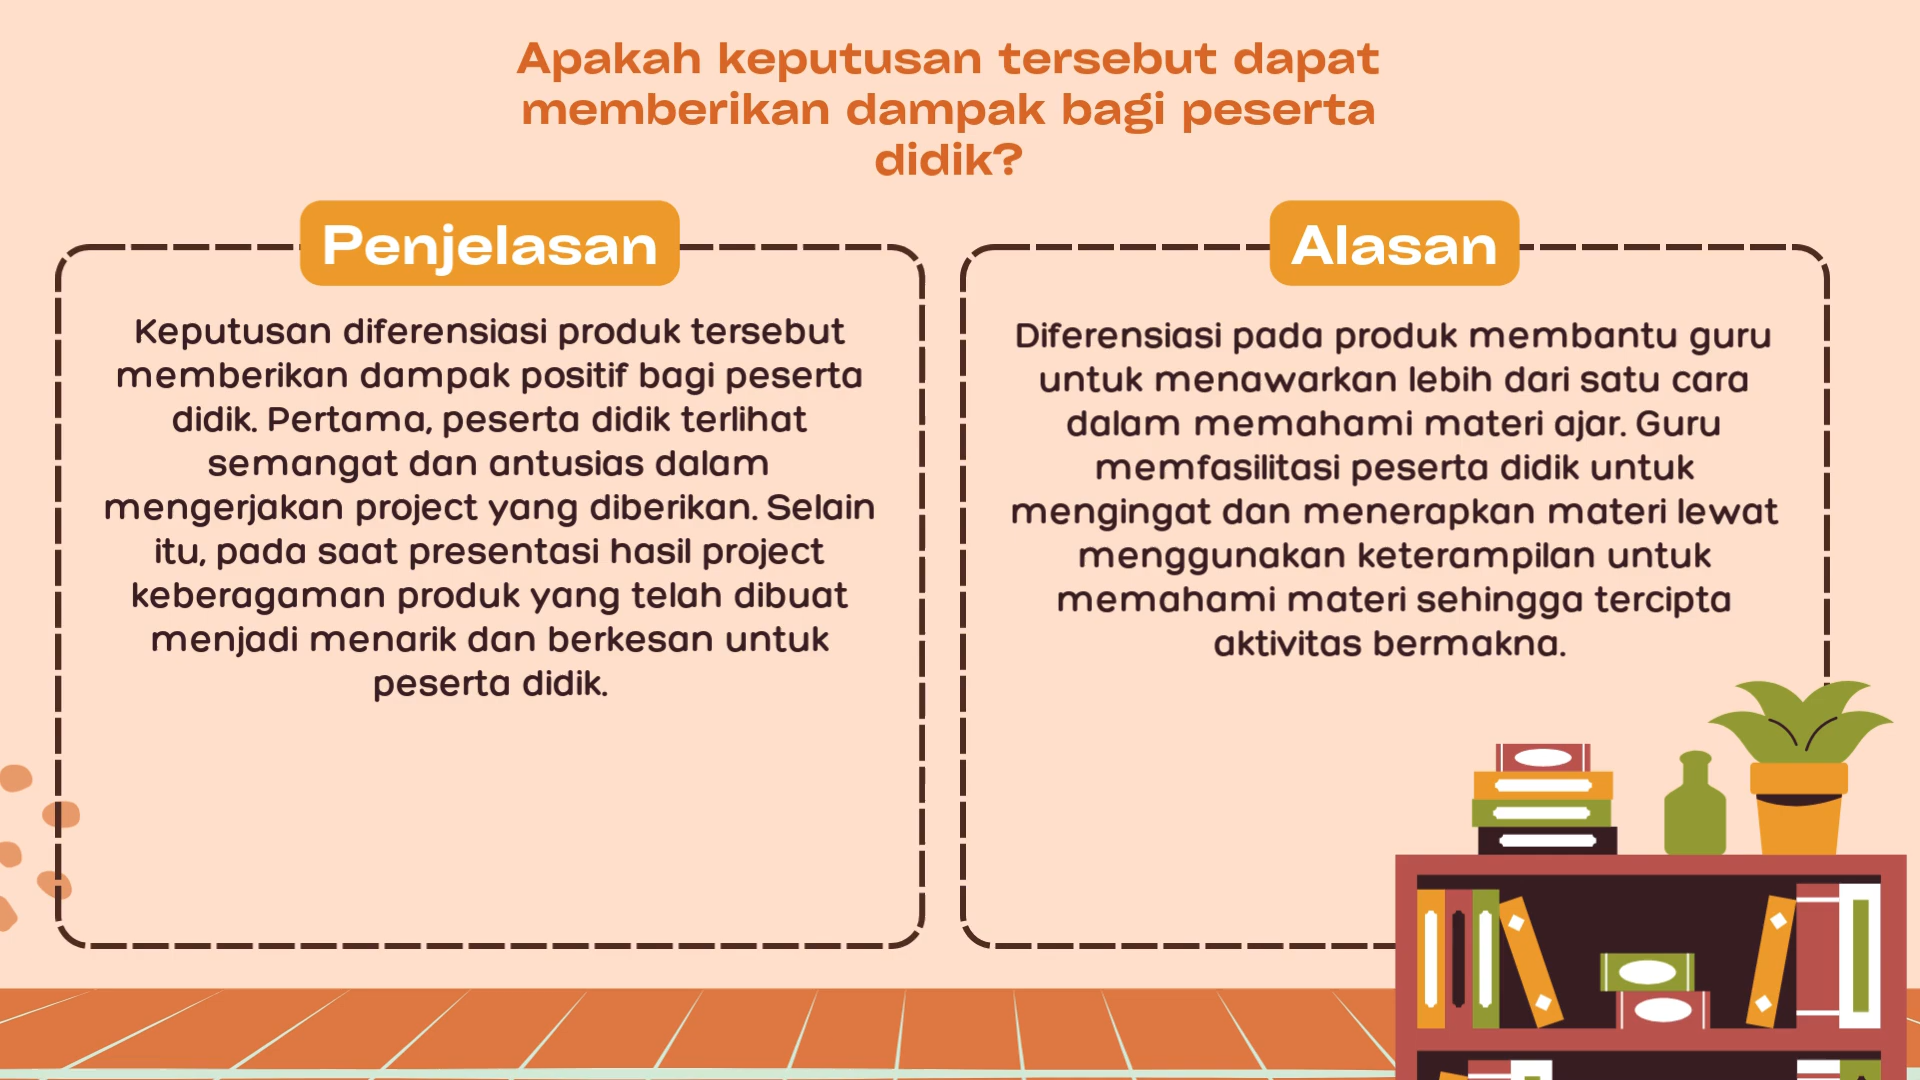 Apakah keputusan tersebut dapat
memberikan dampak bagi peserta
didik?
Penjelasan
Keputusan diferensiasi produk tersebut
memberikan dampak positif bagi peserta
didik. Pertama, peserta didik terlihat
semangat dan antusias dalam
mengerjakan project yang diberikan. Selain
itu, pada saat presentasi hasil project
keberagaman produk yang telah dibuat
menjadi menarik dan berkesan untuk
peserta didik.
Alasan
Diferensiasi pada produk membantu guru
untuk menawarkan lebih dari satu cara
dalam memahami materi ajar. Guru
memfasilitasi peserta didik untuk
mengingat dan menerapkan materi lewat
menggunakan keterampilan untuk
memahami materi sehingga tercipta
aktivitas bermakna.